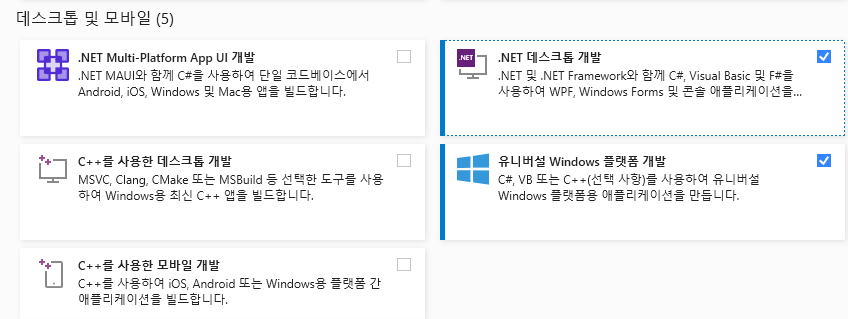 데스크톱 및 모바일 (5)
.NET Multi-Platform App UI 개발
.NET MAUI와 함께 C#을 사용하여 단일 코드베이스에서
Android, iOS, Windows 및 Mac용 앱을 빌드합니다.
.NET
.NET 데스크톱 개발
.NET 및 .NET Framework와 함께 C#, Visual Basic 및 F#을
사용하여 WPF, Windows Forms 및 콘솔 애플리케이션을...
C++를 사용한 데스크톱 개발
MSVC, Clang, CMake 또는 MSBuild 등 선택한 도구를 사용
하여 Windows용 최신 C++ 앱을 빌드합니다.
유니버설 Windows 플랫폼 개발
C#, VB 또는 C++(선택 사항)를 사용하여 유니버설
Windows 플랫폼용 애플리케이션을 만듭니다.
C++를 사용한 모바일 개발
C++를 사용하여 iOS, Android 또는 Windows용 플랫폼 간
애플리케이션을 빌드합니다.